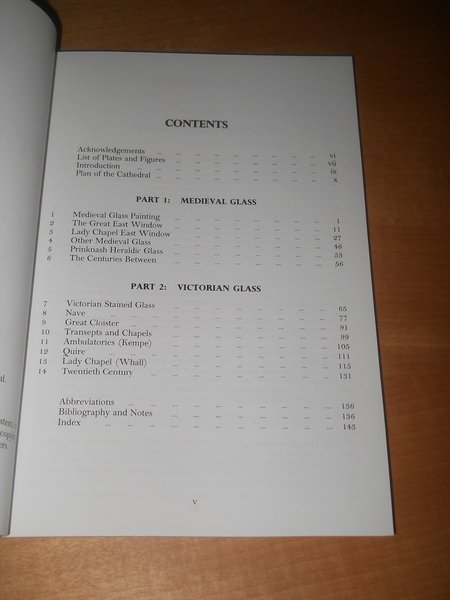 CONTENTS
Acknowledgements ... ... ... ... ... ... ... ... vi
List of Plates and Figures ... ... ... ... ... ... ... vii
Introduction ... ... ... ... ... ... ... ... ix
Plan of the Cathedral ... ... ... ... ... ... ... ... x
PART 1: MEDIEVAL GLASS
1 Medieval Glass Painting ... ... ... ... ... ... ... 1
2 The Great East Window ... ... ... ... ... ... ... 11
3 Lady Chapel East Window ... ... ... ... ... ... ... 27
4 Other Medieval Glass ... ... ... ... ... ... ... 46
5 Prinknash Heraldic Glass ... ... ... ... ... ... ... 53
6 The Centuries Between ... ... ... ... ... ... ... 56
PART 2: VICTORIAN GLASS
7 Victorian Stained Glass ... ... ... ... ... ... ... 65
8 Nave ... ... ... ... ... ... ... ... 77
9 Great Cloister ... ... ... ... ... ... ... ... 91
10 Transepts and Chapels ... ... ... ... ... ... ... 99
11 Ambulatories (Kempe) ... ... ... ... ... ... ... 105
12 Quire ... ... ... ... ... ... ... ... 111
13 Lady Chapel (Whall) ... ... ... ... ... ... ... 115
14 Twentieth Century ... ... ... ... ... ... ... 131
Abbreviations ... ... ... ... ... ... ... ... 136
Bibliography and Notes ... ... ... ... ... ... ... 136
Index ... ... ... ... ... ... ... ... ... 143
v